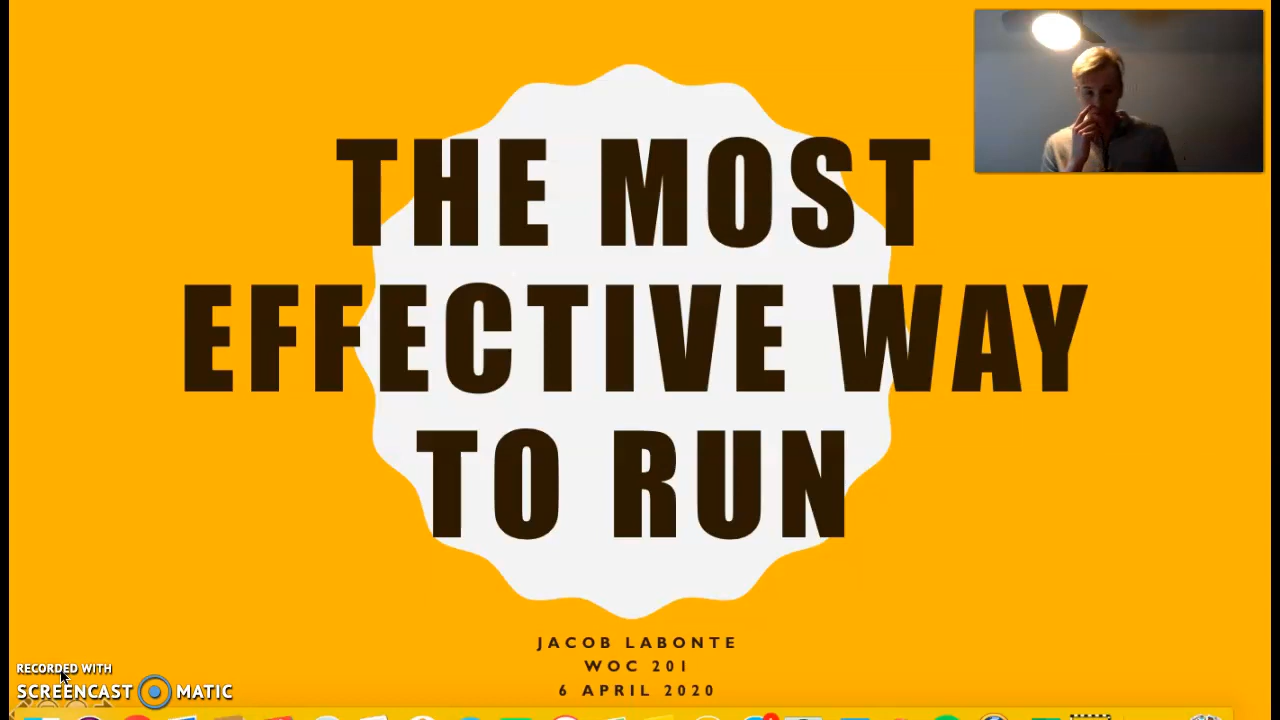 THE MOST
EFFECTIVE WAY
TO RUN
JACOB LABONTE
WOC 201
6 APRIL 2020
RECORDED WITH
SCREENCAST MATIC